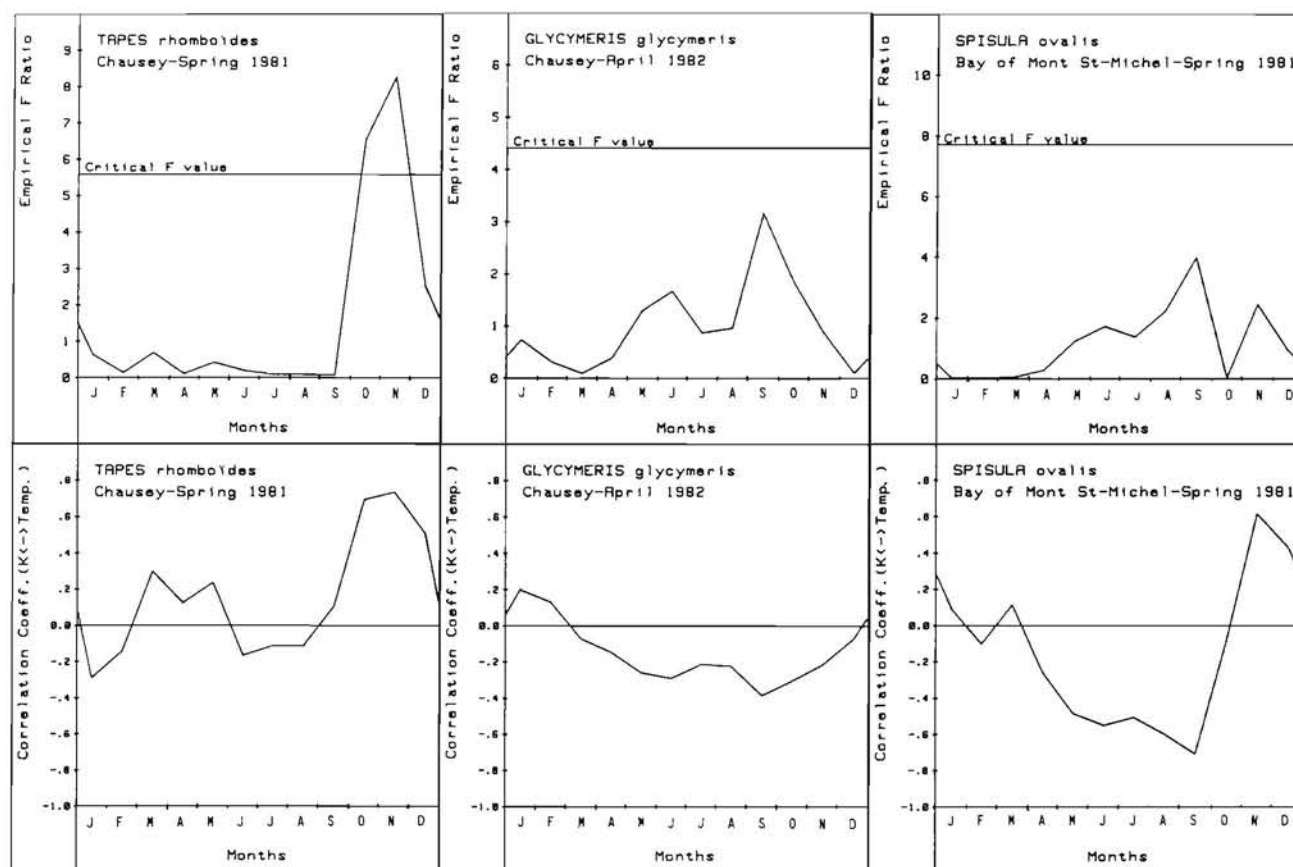 TAPES rhomboïdes
Chausey-Spring 1981
Critical F value
Empirical F Ratio
9
8
7
6
5
4
3
2
1
0
J F M A M J J A S O N D
Months
GLYCYMERIS glycymeris
Chausey-April 1982
Critical F value
Empirical F Ratio
6
5
4
3
2
1
0
J F M A M J J A S O N D
Months
SPISULA ovalis
Bay of Mont St-Michel-Spring 1981
Critical F value
Empirical F Ratio
10
8
6
4
2
0
J F M A M J J A S O N D
Months
TAPES rhomboïdes
Chausey-Spring 1981
Correlation Coeff.(K<->Temp.)
.8
.6
.4
.2
0.0
-.2
-.4
-.6
-.8
-1.0
J F M A M J J A S O N D
Months
GLYCYMERIS glycymeris
Chausey-April 1982
Correlation Coeff.(K<->Temp.)
.8
.6
.4
.2
0.0
-.2
-.4
-.6
-.8
-1.0
J F M A M J J A S O N D
Months
SPISULA ovalis
Bay of Mont St-Michel-Spring 1981
Correlation Coeff.(K<->Temp.)
.8
.6
.4
.2
0.0
-.2
-.4
-.6
-.8
-1.0
J F M A M J J A S O N D
Months